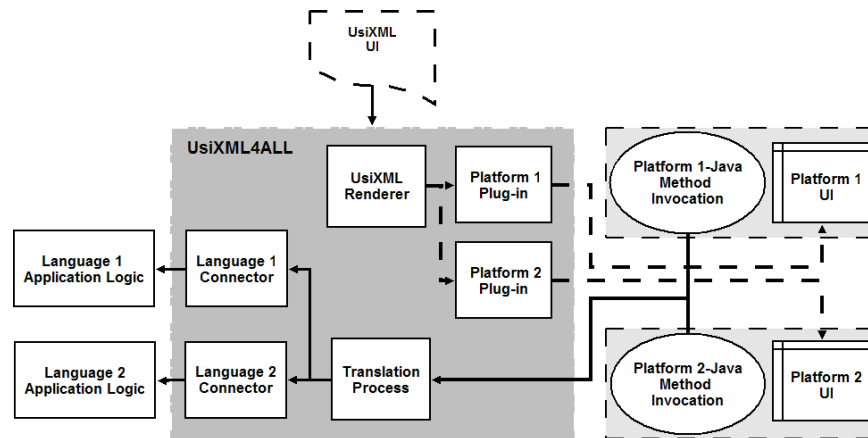 UsiXML
UI
UsiXML4ALL
UsiXML
Renderer
Platform 1
Plug-in
Platform 1-Java
Method
Invocation
Platform 1
UI
Language 1
Application Logic
Language 1
Connector
Platform 2
Plug-in
Language 2
Application Logic
Language 2
Connector
Translation
Process
Platform 2-Java
Method
Invocation
Platform 2
UI